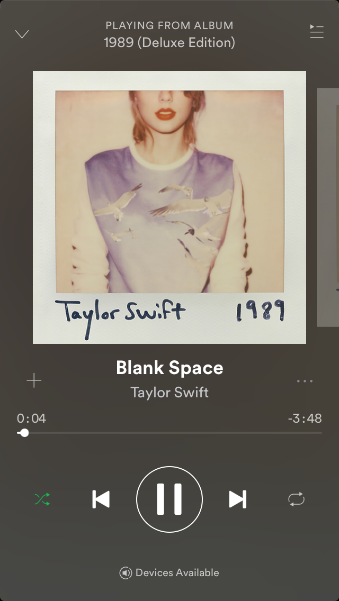 PLAYING FROM ALBUM
1989 (Deluxe Edition)
Taylor Swift 1989
Blank Space
Taylor Swift
0:04 -3:48
Devices Available